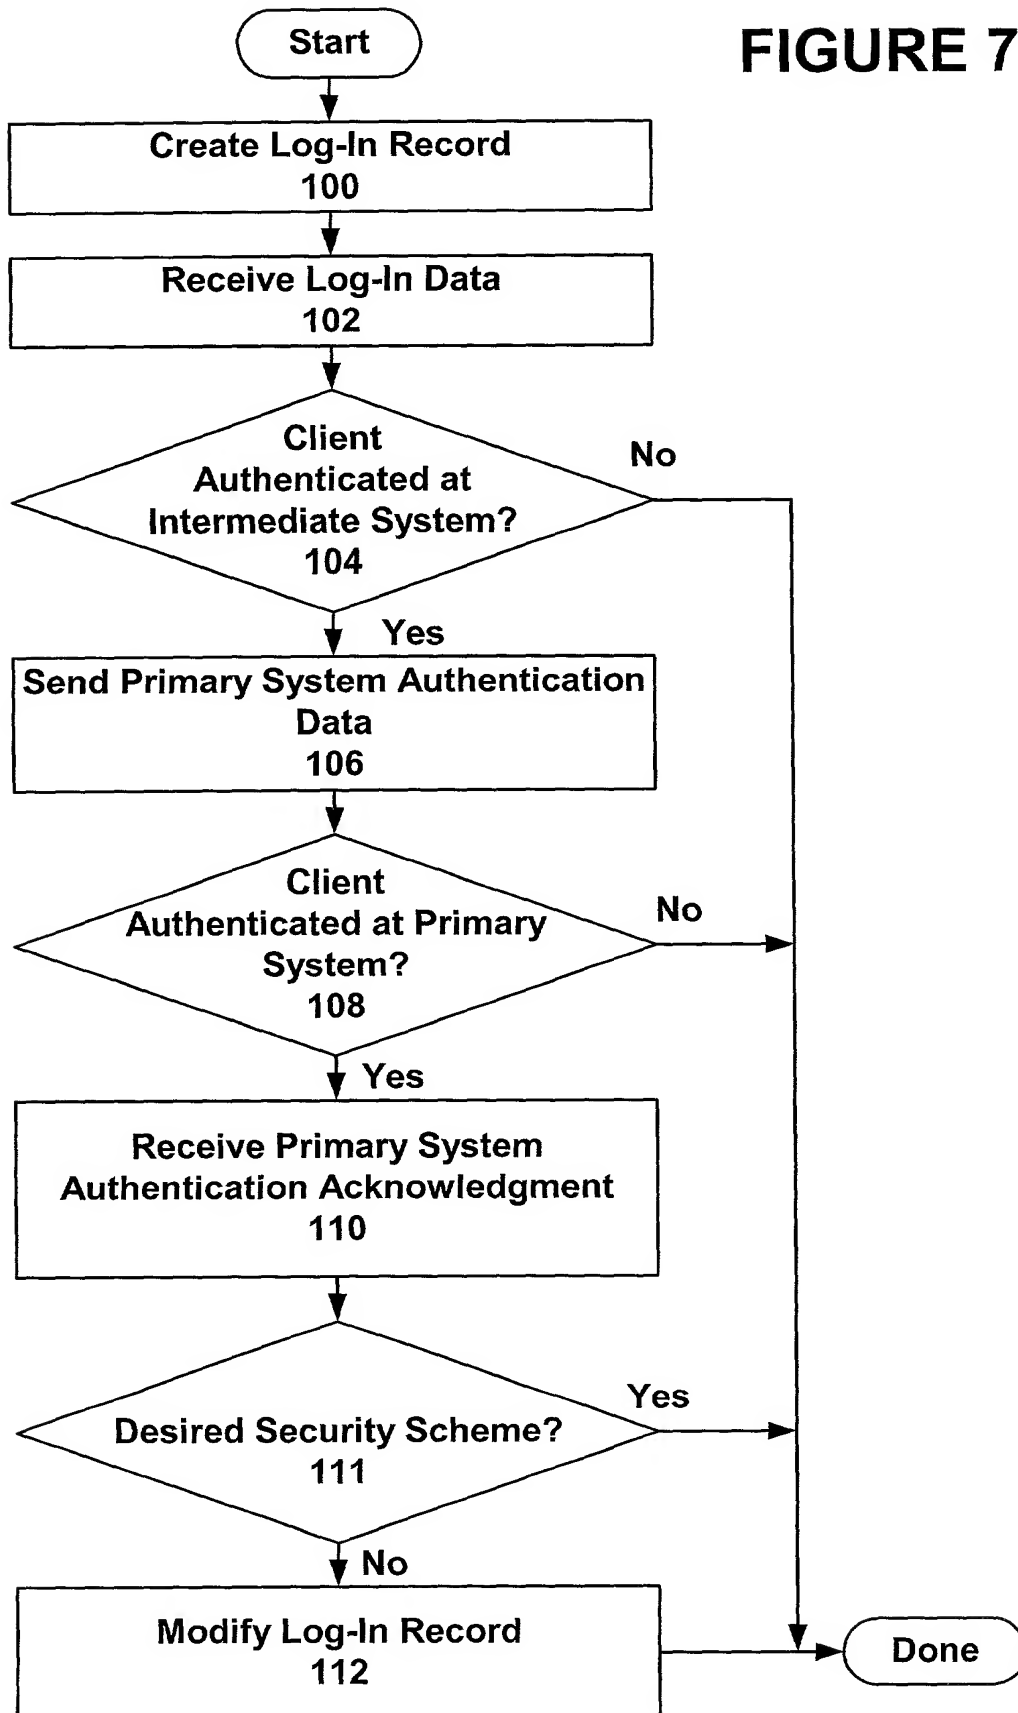 Start
FIGURE 7
Create Log-In Record
100
Receive Log-In Data
102
Client
Authenticated at
Intermediate System?
104
No
Yes
Send Primary System Authentication
Data
106
Client
Authenticated at Primary
System?
108
No
Yes
Receive Primary System
Authentication Acknowledgment
110
Desired Security Scheme?
111
Yes
No
Modify Log-In Record
112
Done